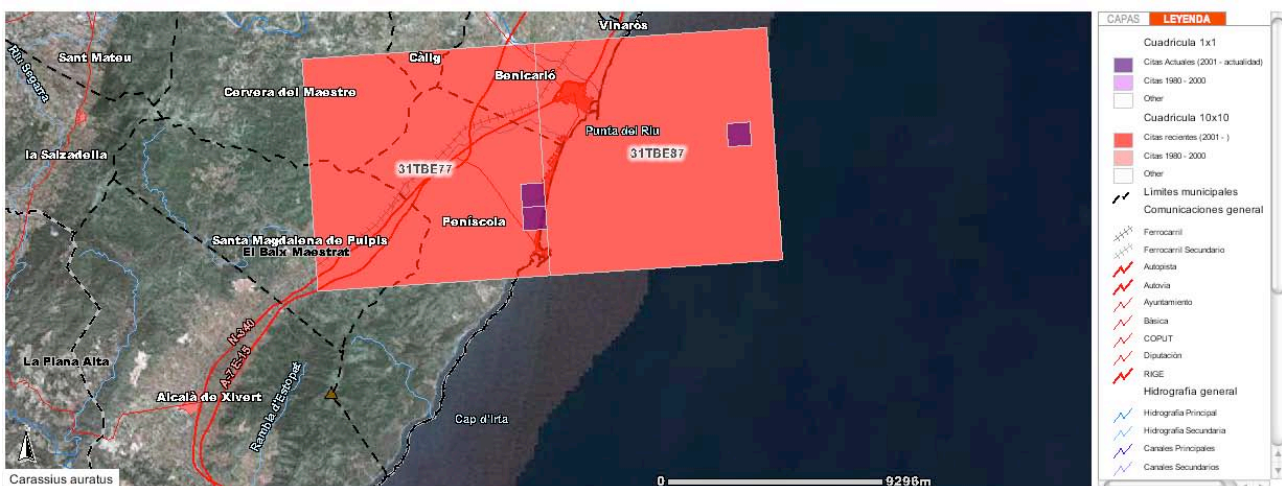 Vinaròs
Sant Mateu
Càlig
Riu Segarra
Benicarló
Cervera del Maestre
Punta del Riu
la Salzadella
31TBE77
31TBE87
Peníscola
Santa Magdalena de Pulpis
El Baix Maestrat
N-340
A-7 E-15
La Plana Alta
Alcalà de Xivert
Rambla d'Estopat
Cap d'Irta
Carassius auratus
0
9296m
CAPAS
LEYENDA
Cuadricula 1x1
Citas Actuales (2001 - actualidad)
Citas 1980 - 2000
Other
Cuadricula 10x10
Citas recientes (2001 - )
Citas 1980 - 2000
Other
Límites municipales
Comunicaciones general
Ferrocarril
Ferrocarril Secundario
Autopista
Autovia
Ayuntamiento
Básica
COPUT
Diputación
RIGE
Hidrografia general
Hidrografia Principal
Hidrografia Secundaria
Canales Principales
Canales Secundarios